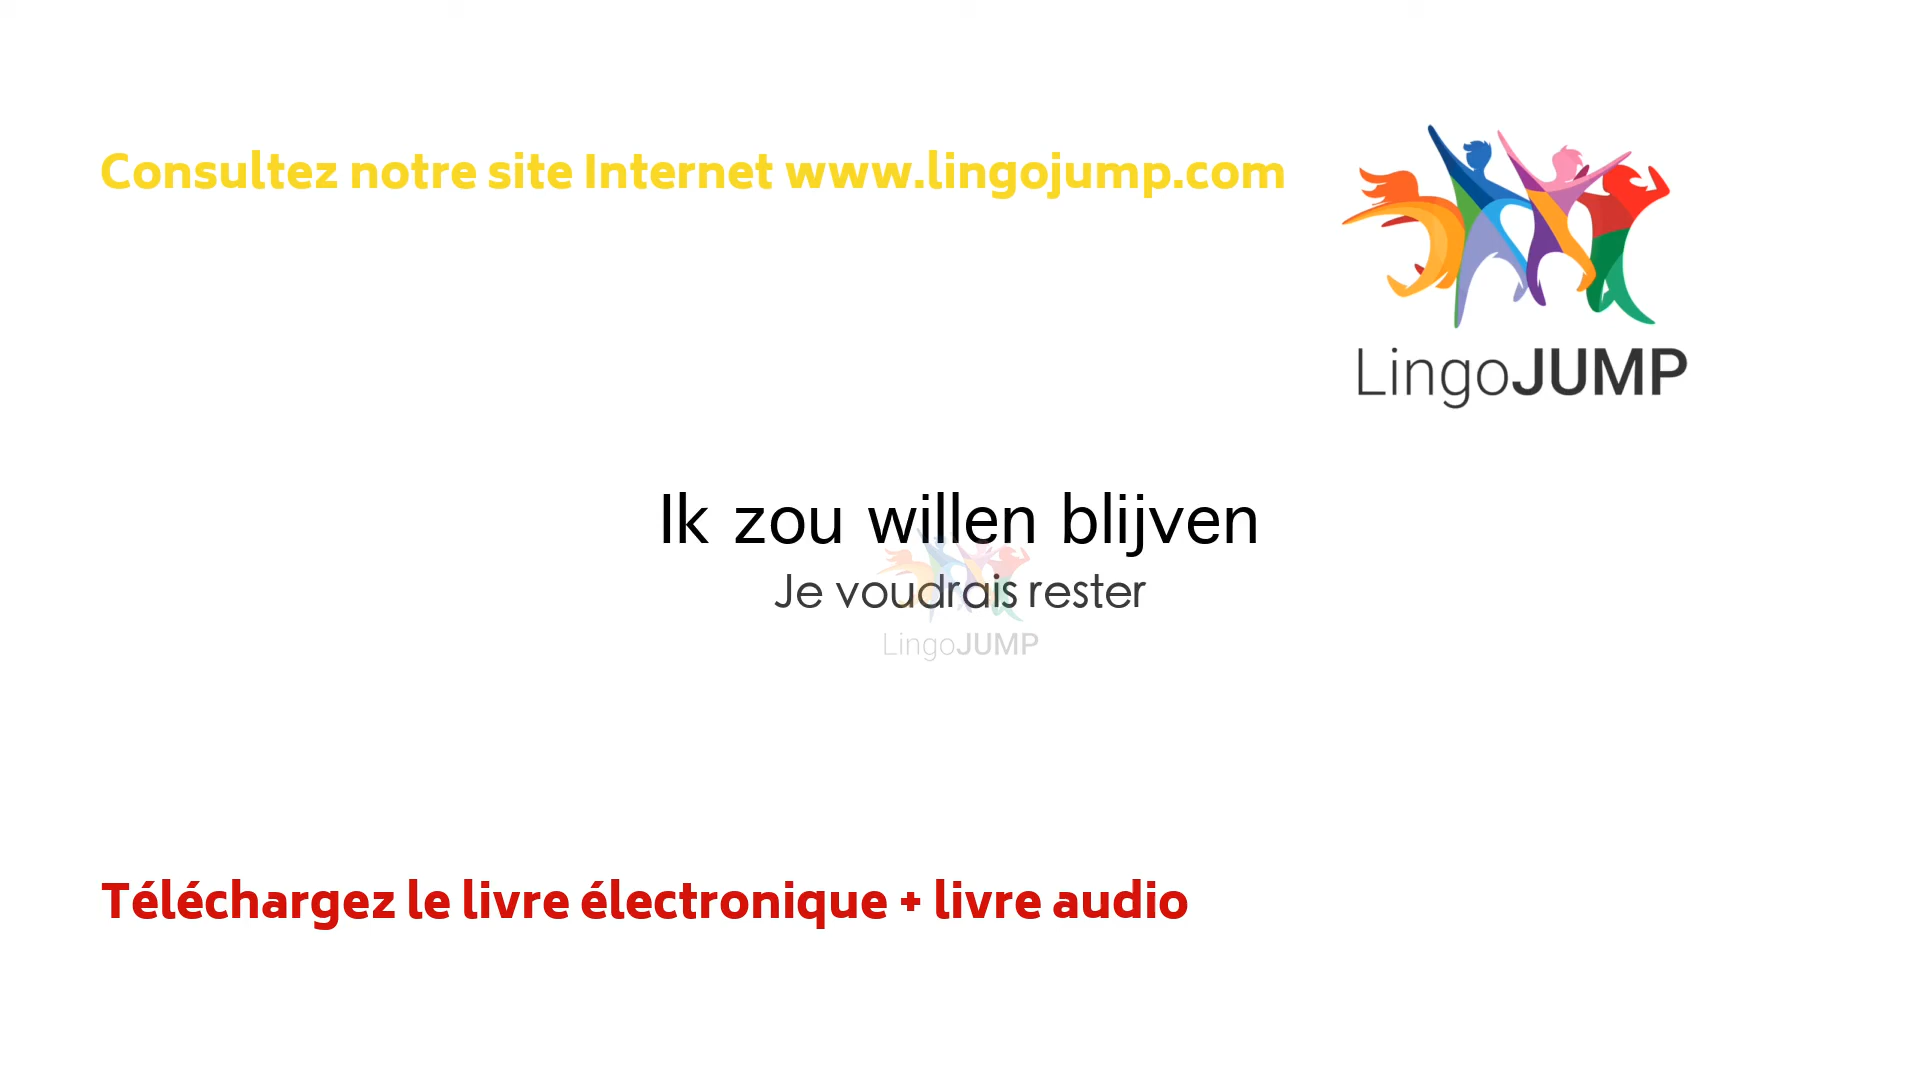 Consultez notre site Internet www.lingojump.com
LingoJUMP
Ik zou willen blijven
Je voudrais rester
LingoJUMP
Téléchargez le livre électronique + livre audio